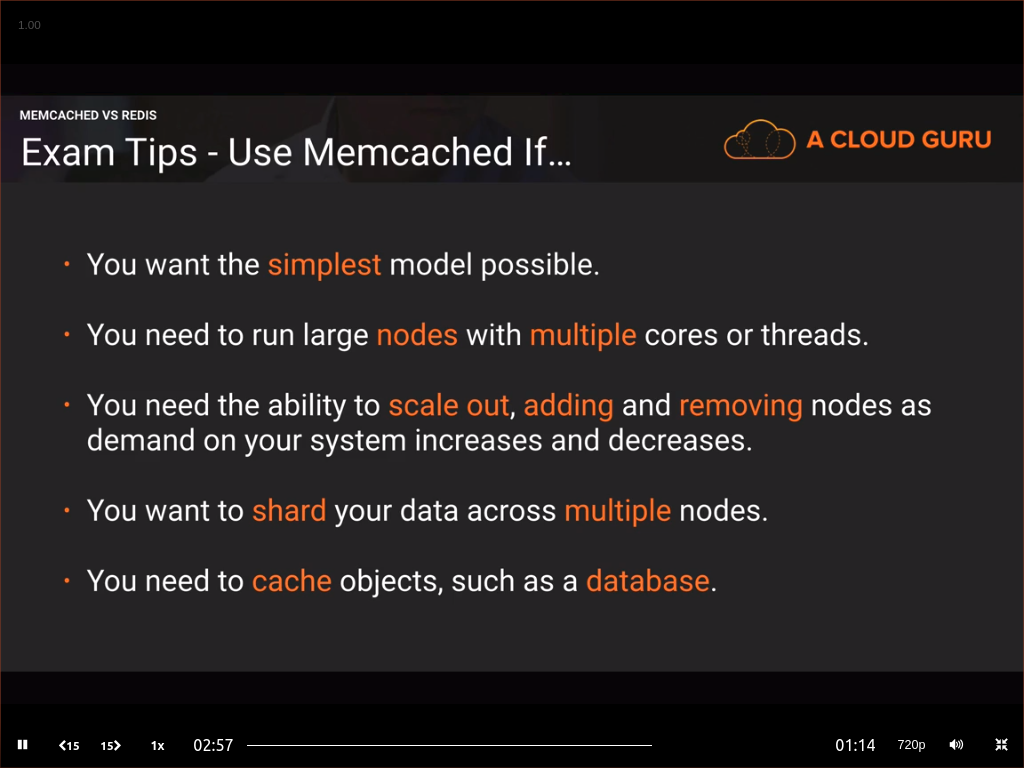 1.00
MEMCACHED VS REDIS
Exam Tips - Use Memcached If...
A CLOUD GURU
• You want the simplest model possible.
• You need to run large nodes with multiple cores or threads.
• You need the ability to scale out, adding and removing nodes as
demand on your system increases and decreases.
• You want to shard your data across multiple nodes.
• You need to cache objects, such as a database.
15 15 1x 02:57 01:14 720p